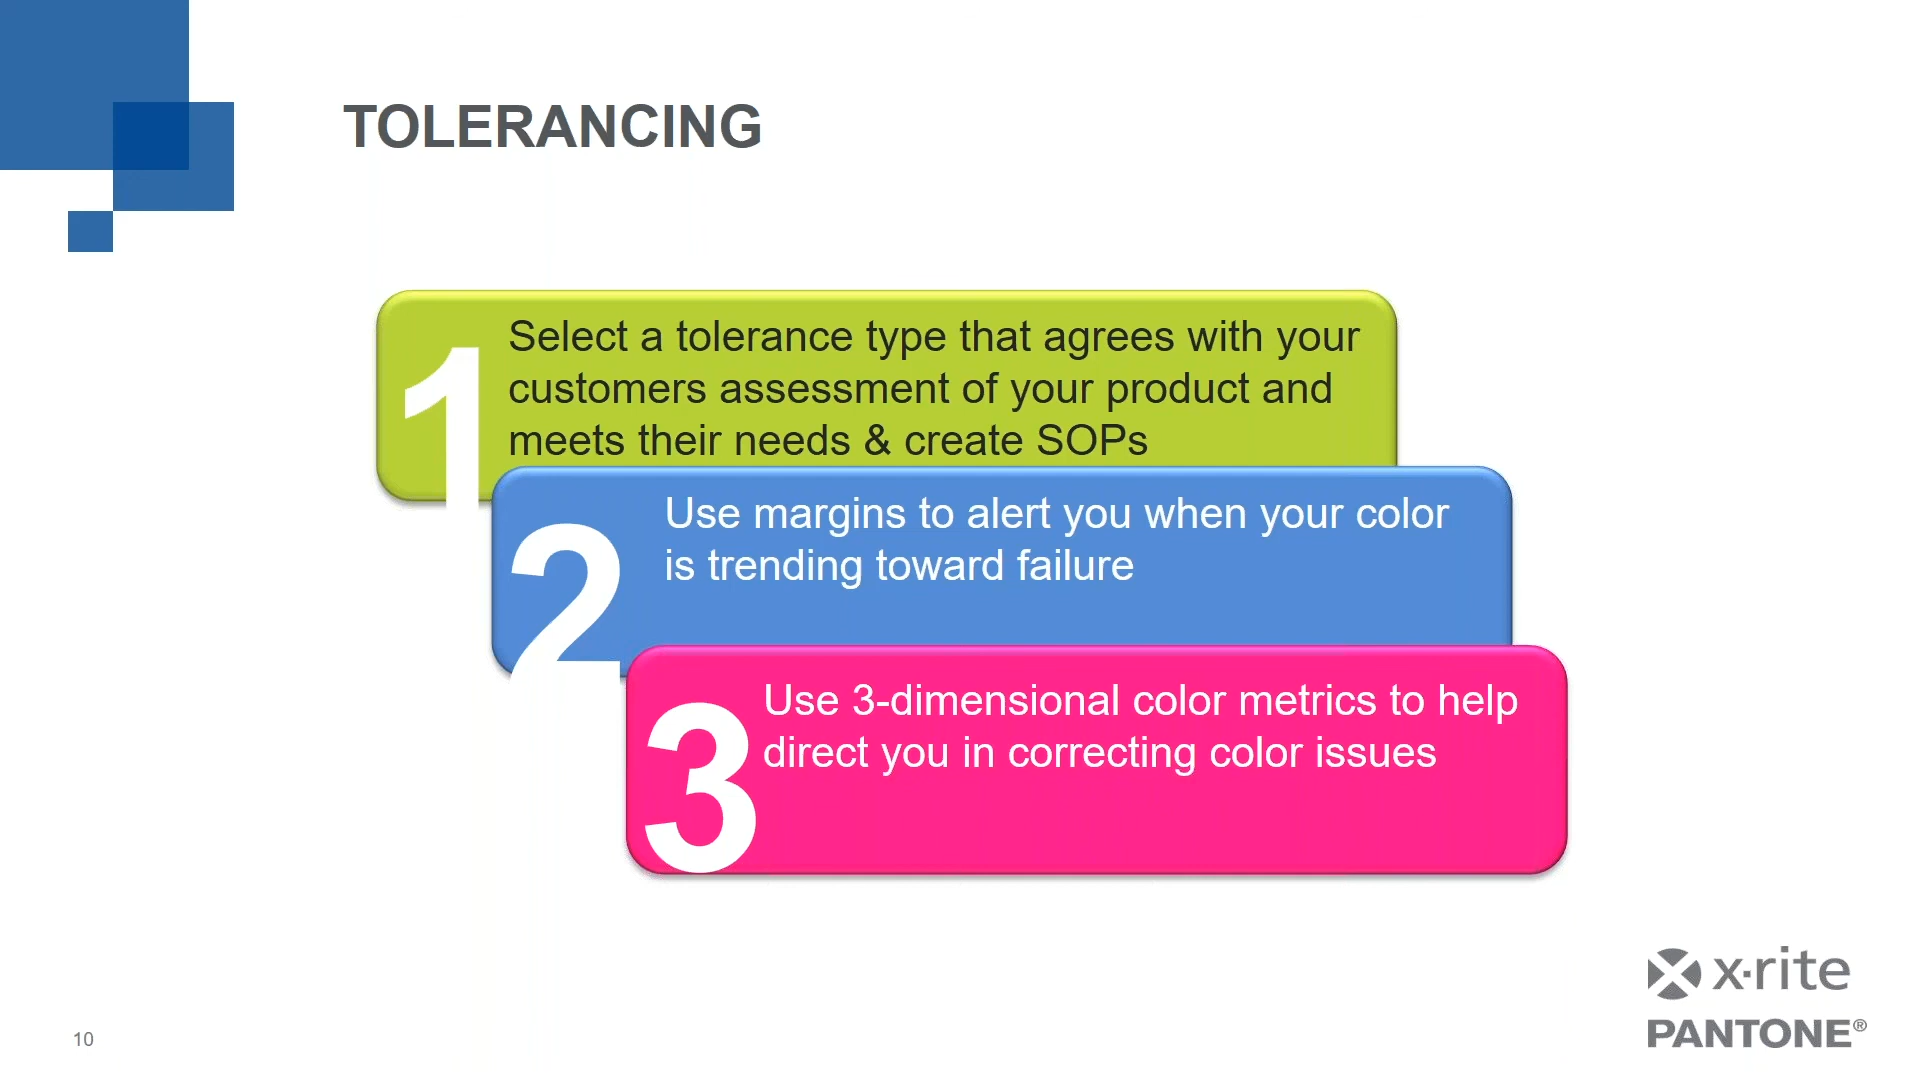 TOLERANCING
1
Select a tolerance type that agrees with your
customers assessment of your product and
meets their needs & create SOPs
2
Use margins to alert you when your color
is trending toward failure
3
Use 3-dimensional color metrics to help
direct you in correcting color issues
x·rite
PANTONE®
10